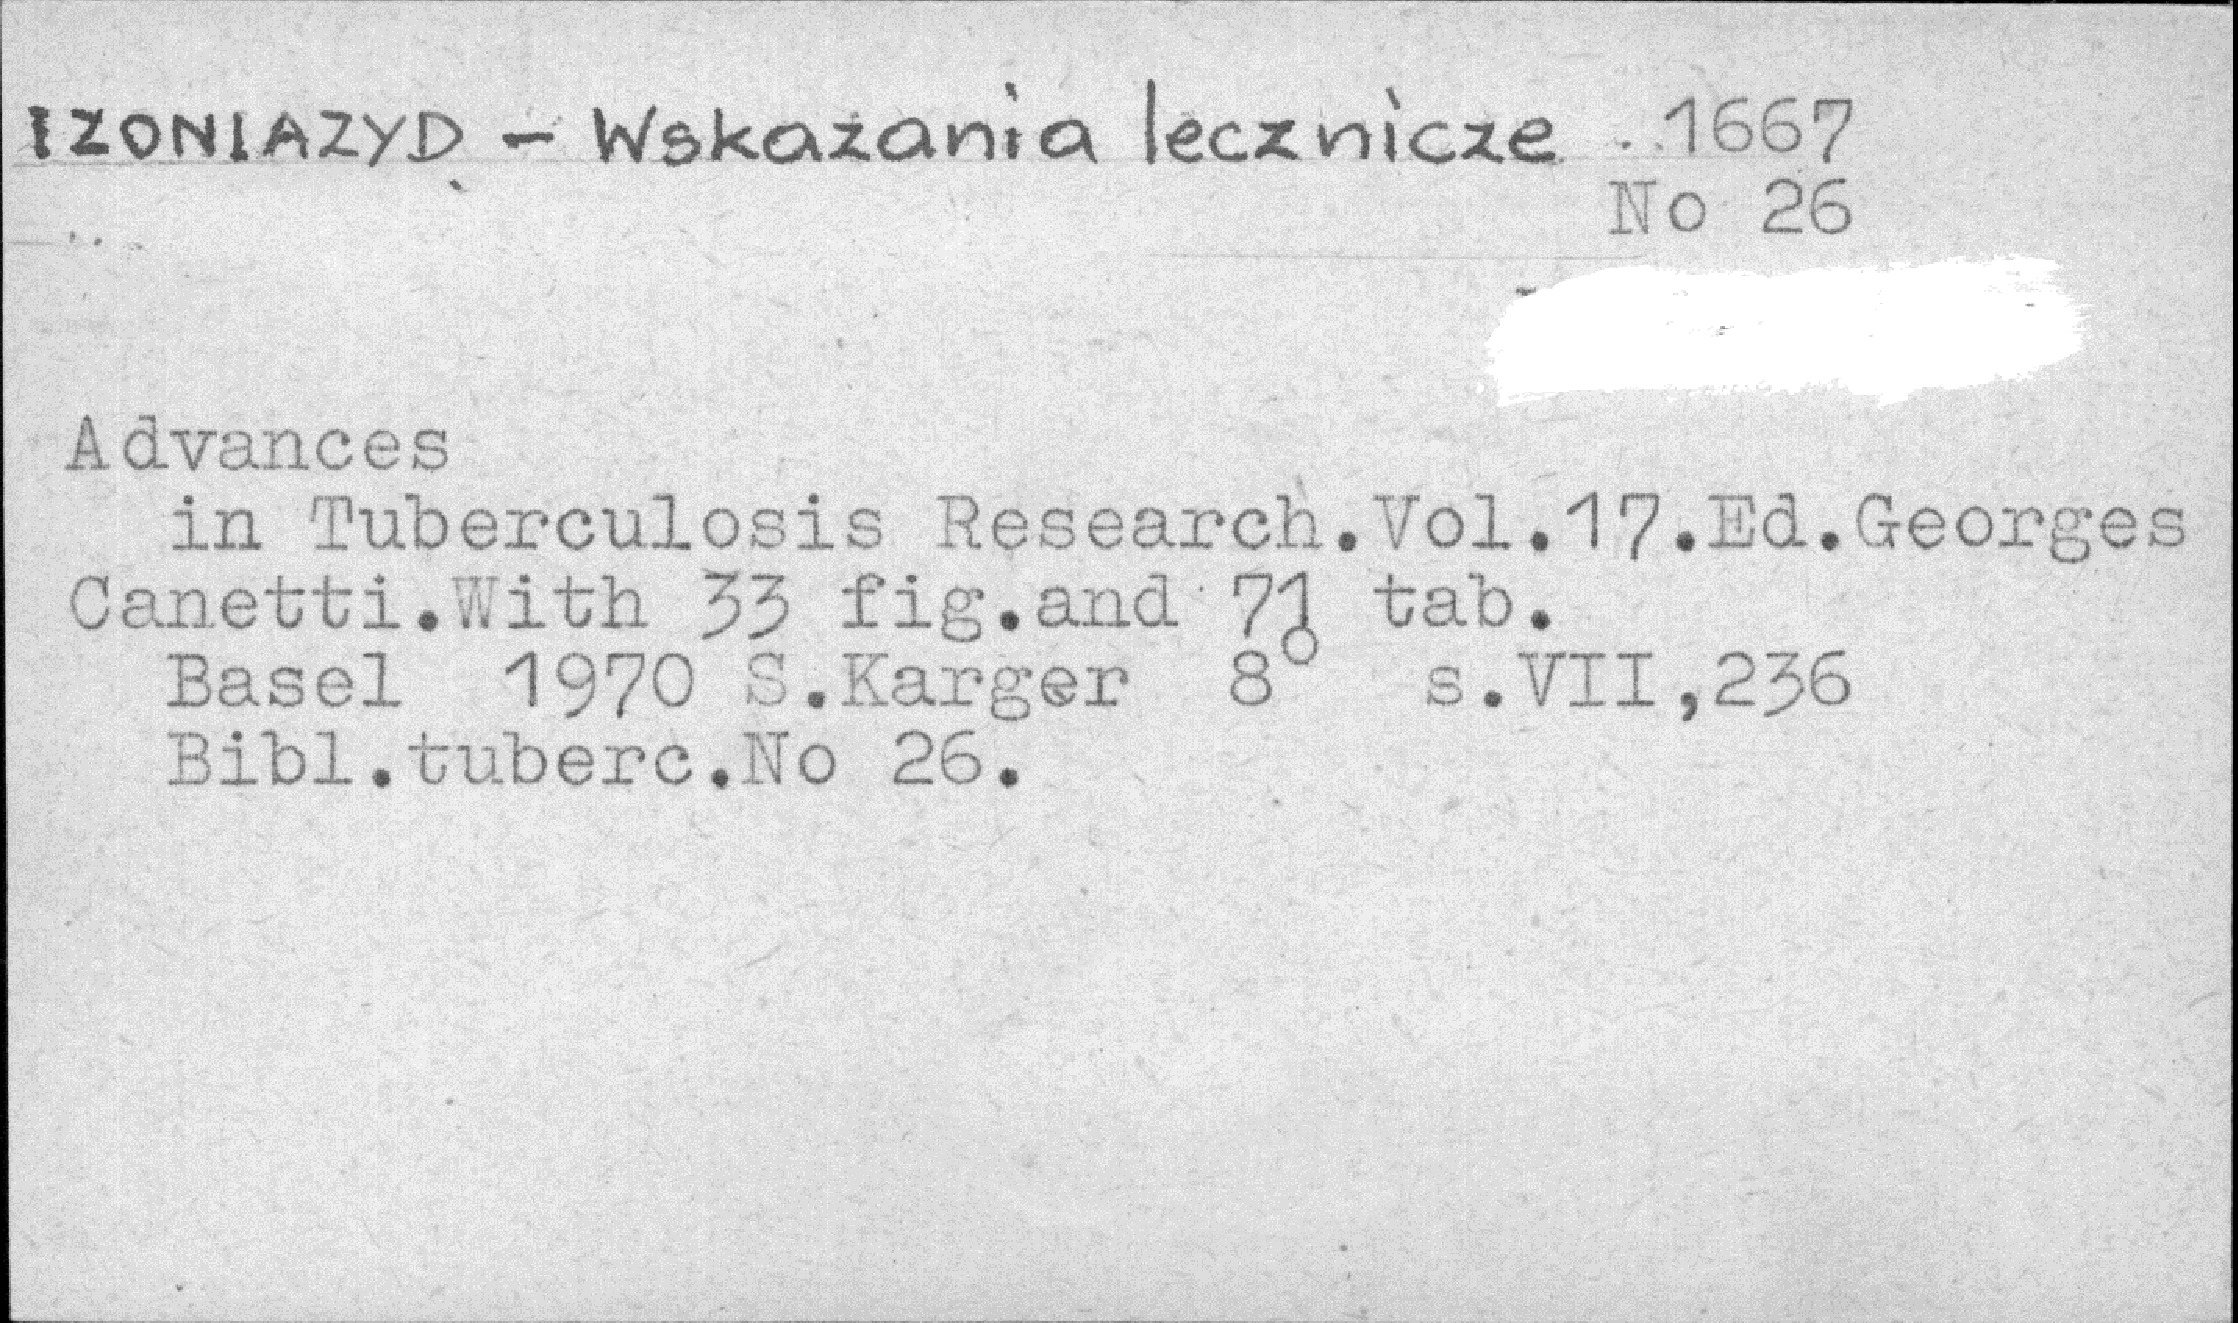 IZONIAZYD - Wskazania lecznicze 1667
No 26
Advances
in Tuberculosis Research.Vol.17.Ed.Georges
Canetti.With 33 fig.and 71 tab.
Basel 1970 S.Karger 8° s.VII,236
Bibl.tuberc.No 26.